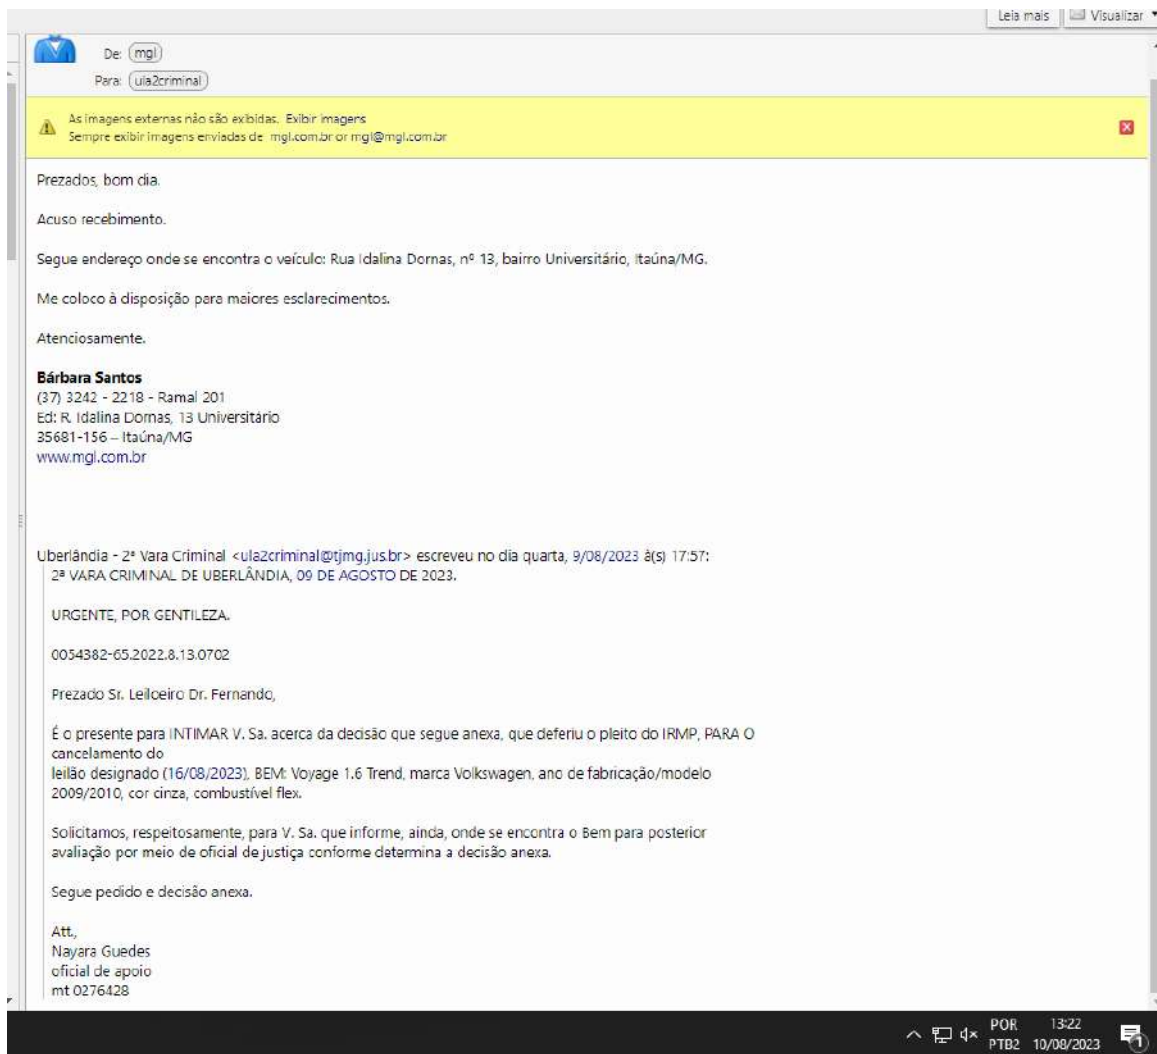 Leia mais Visualizar
De: mgl
Para: ula2criminal
As imagens externas não são exibidas. Exibir imagens
Sempre exibir imagens enviadas de mgl.com.br or mgl@mgl.com.br
Prezados, bom dia.
Acuso recebimento.
Segue endereço onde se encontra o veículo: Rua Idalina Dornas, nº 13, bairro Universitário, Itaúna/MG.
Me coloco à disposição para maiores esclarecimentos.
Atenciosamente.
Bárbara Santos
(37) 3242 - 2218 - Ramal 201
Ed: R. Idalina Dornas, 13 Universitário
35681-156 – Itaúna/MG
www.mgl.com.br
Uberlândia - 2ª Vara Criminal <ula2criminal@tjmg.jus.br> escreveu no dia quarta, 9/08/2023 à(s) 17:57:
2ª VARA CRIMINAL DE UBERLÂNDIA, 09 DE AGOSTO DE 2023.
URGENTE, POR GENTILEZA.
0054382-65.2022.8.13.0702
Prezado Sr. Leiloeiro Dr. Fernando,
É o presente para INTIMAR V. Sa. acerca da decisão que segue anexa, que deferiu o pleito do IRMP, PARA O
cancelamento do
leilão designado (16/08/2023), BEM: Voyage 1.6 Trend, marca Volkswagen, ano de fabricação/modelo
2009/2010, cor cinza, combustível flex.
Solicitamos, respeitosamente, para V. Sa. que informe, ainda, onde se encontra o Bem para posterior
avaliação por meio de oficial de justiça conforme determina a decisão anexa.
Segue pedido e decisão anexa.
Att.,
Nayara Guedes
oficial de apoio
mt 0276428
POR 13:22
PTB2 10/08/2023
1